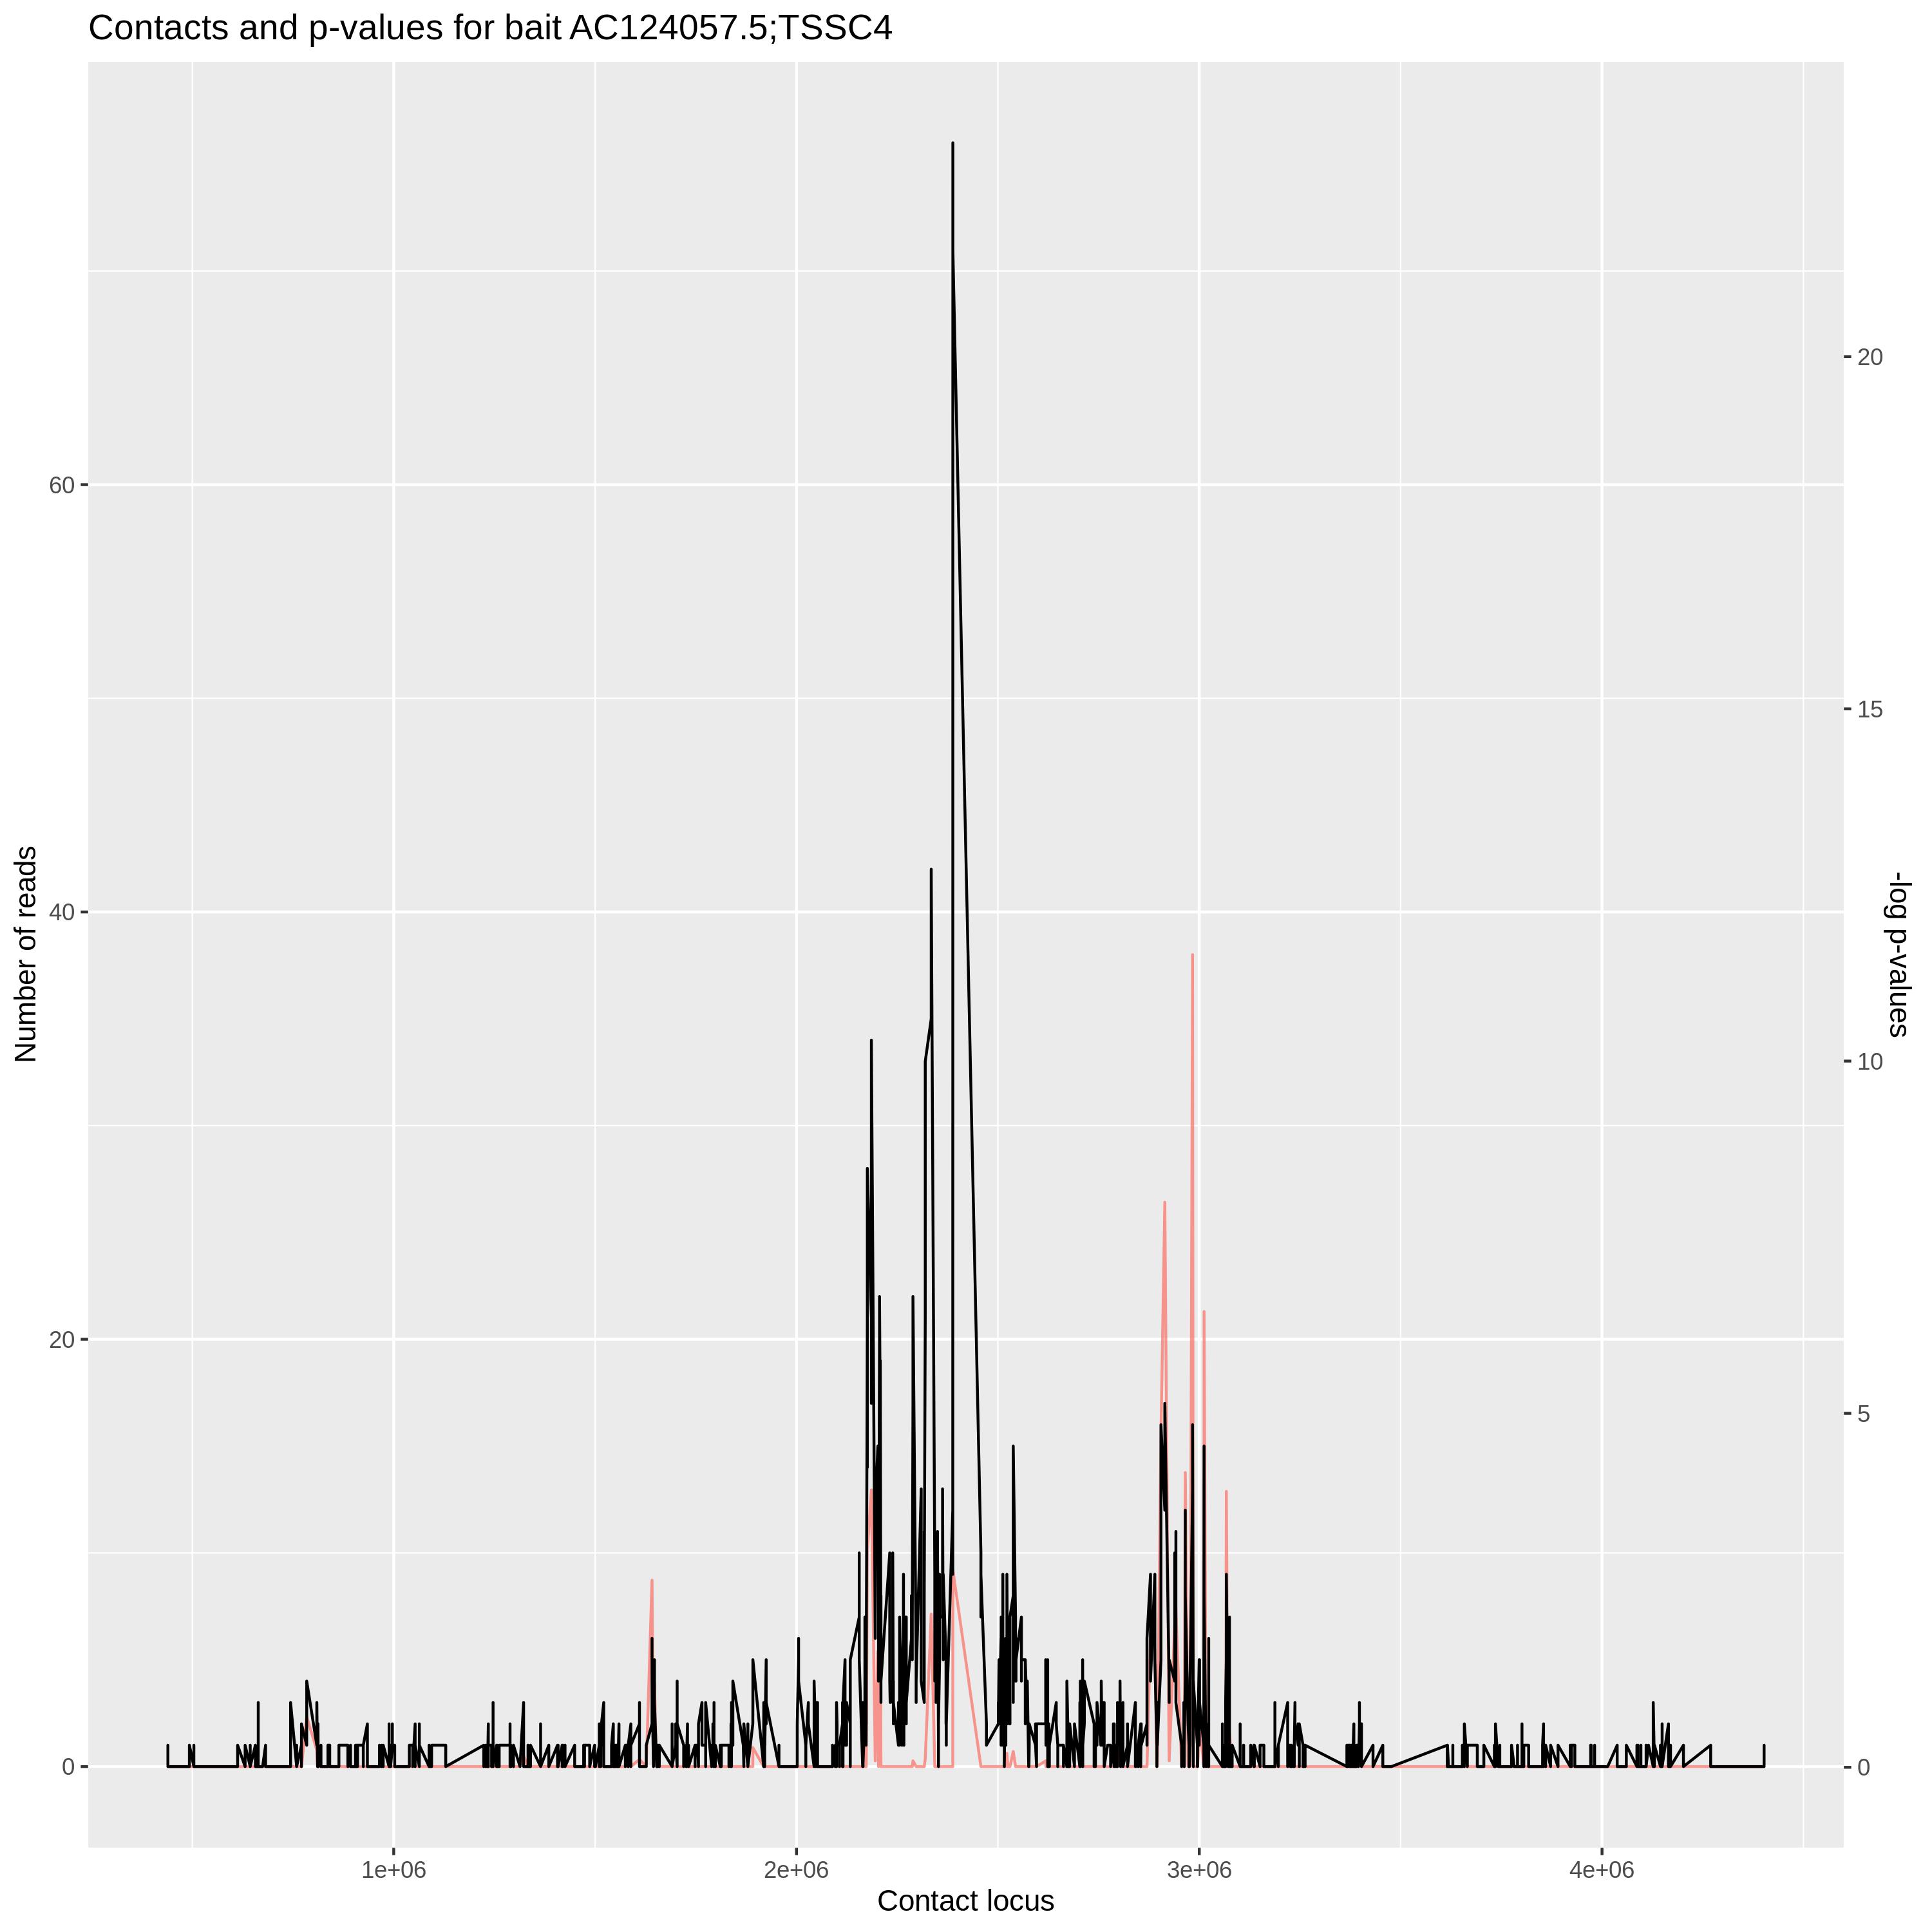 Contacts and p-values for bait AC124057.5;TSSC4
Number of reads
60
40
20
0
20
15
10
5
0
-log p-values
1e+06
2e+06
3e+06
4e+06
Contact locus